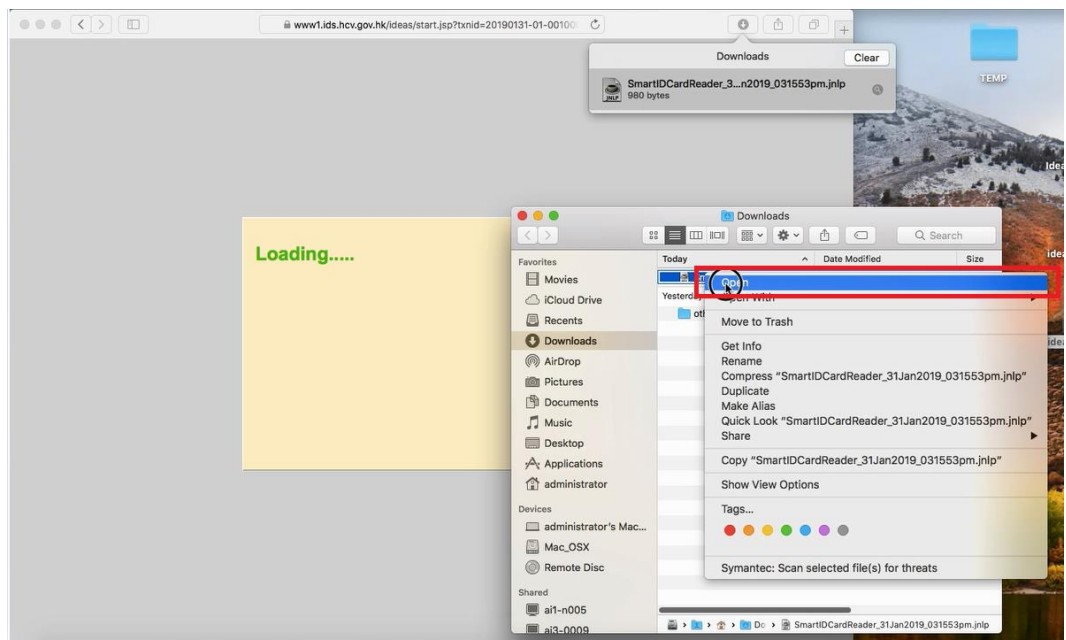 www1.ids.hcv.gov.hk/ideas/start.jsp?txnid=20190131-01-00100
Downloads
Clear
SmartIDCardReader_3...n2019_031553pm.jnlp
980 bytes
JNLP
TEMP
Idea
Loading.....
Downloads
Search
Favorites
Movies
iCloud Drive
Recents
Downloads
AirDrop
Pictures
Documents
Music
Desktop
Applications
administrator
Devices
administrator's Mac...
Mac_OSX
Remote Disc
Shared
ai1-n005
ai3-0009
Today
Date Modified
Size
Open
Open With
Move to Trash
Get Info
Rename
Compress “SmartIDCardReader_31Jan2019_031553pm.jnlp”
Duplicate
Make Alias
Quick Look “SmartIDCardReader_31Jan2019_031553pm.jnlp”
Share
Copy “SmartIDCardReader_31Jan2019_031553pm.jnlp”
Show View Options
Tags...
Symantec: Scan selected file(s) for threats
SmartIDCardReader_31Jan2019_031553pm.jnlp